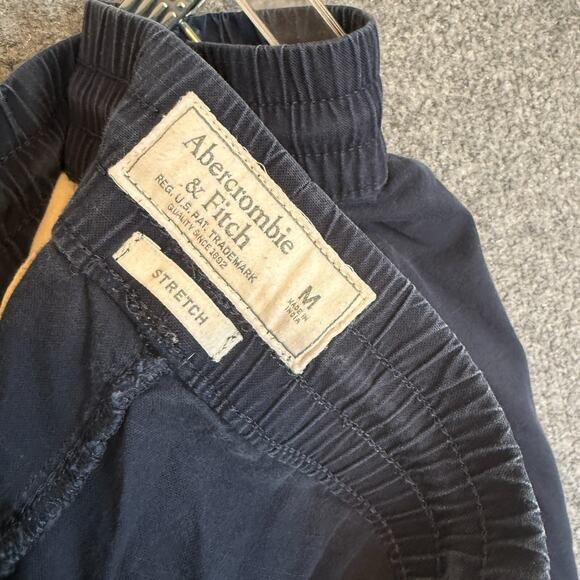 Abercrombie
& Fitch
REG. U.S. PAT. TRADEMARK
QUALITY SINCE 1892
M
MADE IN
INDIA
STRETCH